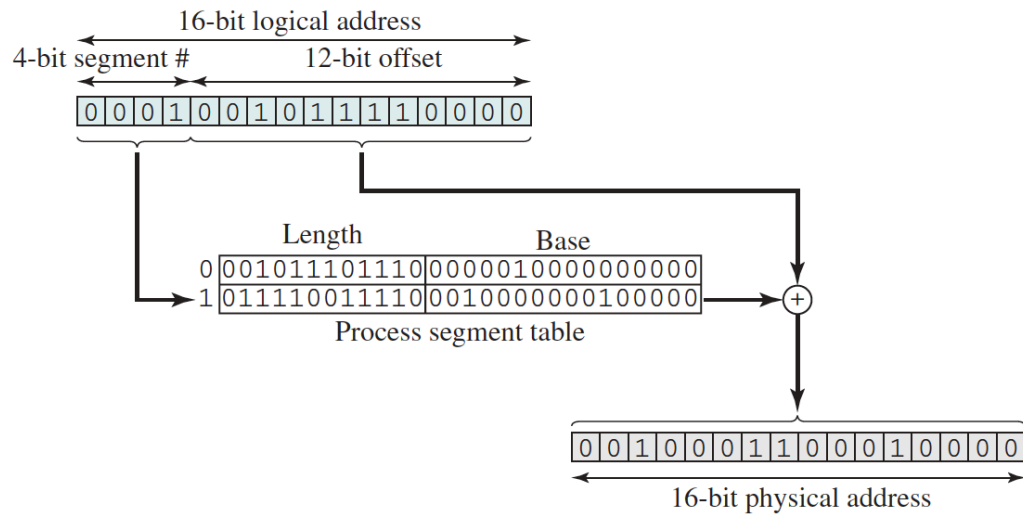 16-bit logical address
4-bit segment # 12-bit offset
0 0 0 1 0 0 1 0 1 1 1 1 0 0 0 0
Length Base
0 001011101110 0000010000000000
1 011110011110 0010000000100000
+
Process segment table
0 0 1 0 0 0 1 1 0 0 0 1 0 0 0 0
16-bit physical address